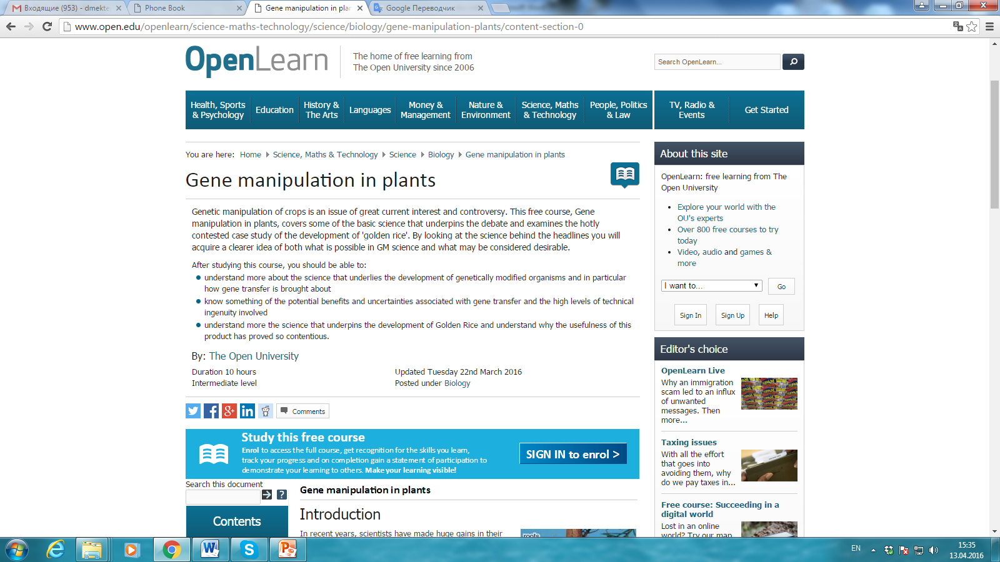 Входящие (953) - dmekte
Phone Book
Gene manipulation in plan
Google Переводчик
www.open.edu/openlearn/science-maths-technology/science/biology/gene-manipulation-plants/content-section-0
OpenLearn
The home of free learning from
The Open University since 2006
Search OpenLearn...
Health, Sports
& Psychology
Education
History &
The Arts
Languages
Money &
Management
Nature &
Environment
Science, Maths
& Technology
People, Politics
& Law
TV, Radio &
Events
Get Started
You are here: Home Science, Maths & Technology Science Biology Gene manipulation in plants
Gene manipulation in plants
Genetic manipulation of crops is an issue of great current interest and controversy. This free course, Gene
manipulation in plants, covers some of the basic science that underpins the debate and examines the hotly
contested case study of the development of 'golden rice'. By looking at the science behind the headlines you will
acquire a clearer idea of both what is possible in GM science and what may be considered desirable.
After studying this course, you should be able to:
understand more about the science that underlies the development of genetically modified organisms and in particular
how gene transfer is brought about
know something of the potential benefits and uncertainties associated with gene transfer and the high levels of technical
ingenuity involved
understand more the science that underpins the development of Golden Rice and understand why the usefulness of this
product has proved so contentious.
By: The Open University
Duration 10 hours
Updated Tuesday 22nd March 2016
Intermediate level
Posted under Biology
Comments
Study this free course
Enrol to access the full course, get recognition for the skills you learn,
track your progress and on completion gain a statement of participation to
demonstrate your learning to others. Make your learning visible!
SIGN IN to enrol >
Search this document
Contents
Gene manipulation in plants
Introduction
In recent years, scientists have made huge gains in their
roots
About this site
OpenLearn: free learning from The
Open University
Explore your world with the
OU's experts
Over 800 free courses to try
today
Video, audio and games &
more
I want to...
Go
Sign In
Sign Up
Help
Editor's choice
OpenLearn Live
Why an immigration
scam led to an influx
of unwanted
messages. Then
more...
Taxing issues
With all the effort
that goes into
avoiding them, why
do we pay taxes in...
Free course: Succeeding in a
digital world
Lost in an online
world? Try our map
EN
15:35
13.04.2016